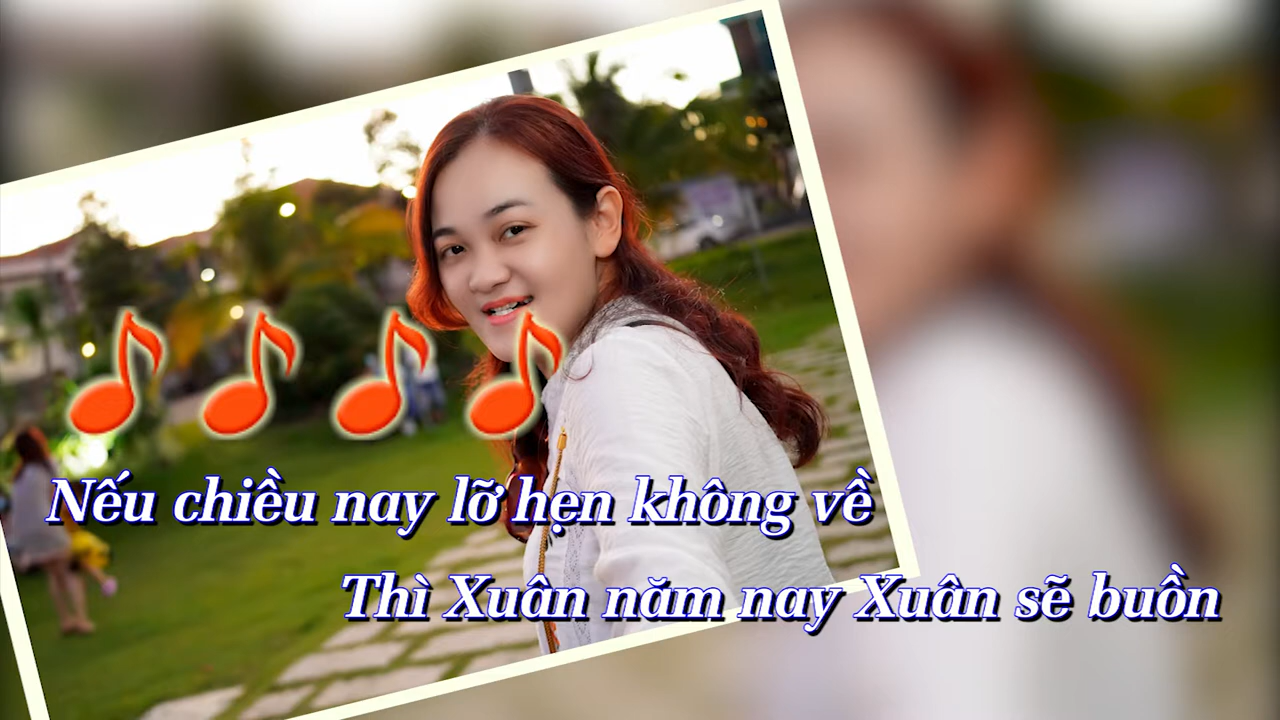 Nếu chiều nay lỡ hẹn không về
Thì Xuân năm nay Xuân sẽ buồn